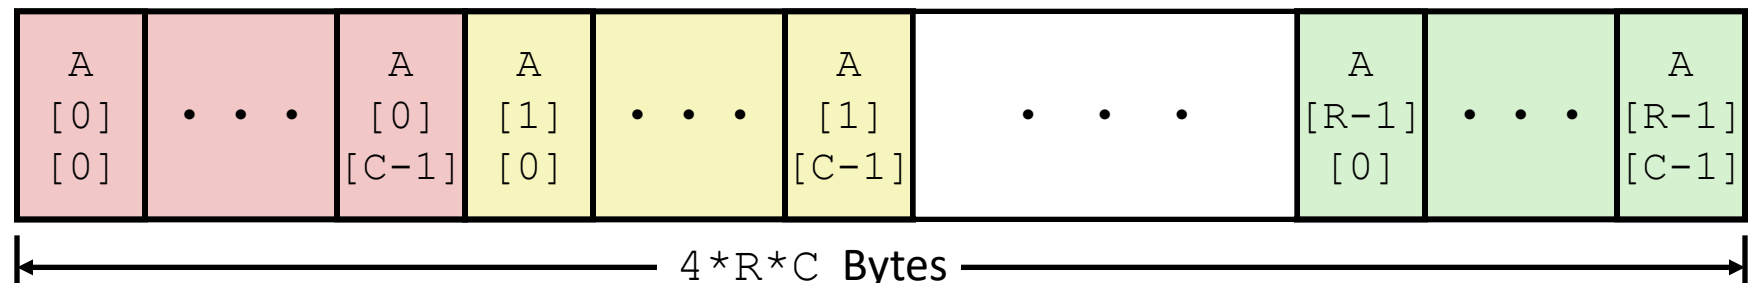 A · · · A A · · · A · · · A · · · A
[0] [0] [1] [1] [R-1] [R-1]
[0] [C-1] [0] [C-1] [0] [C-1]
4*R*C Bytes